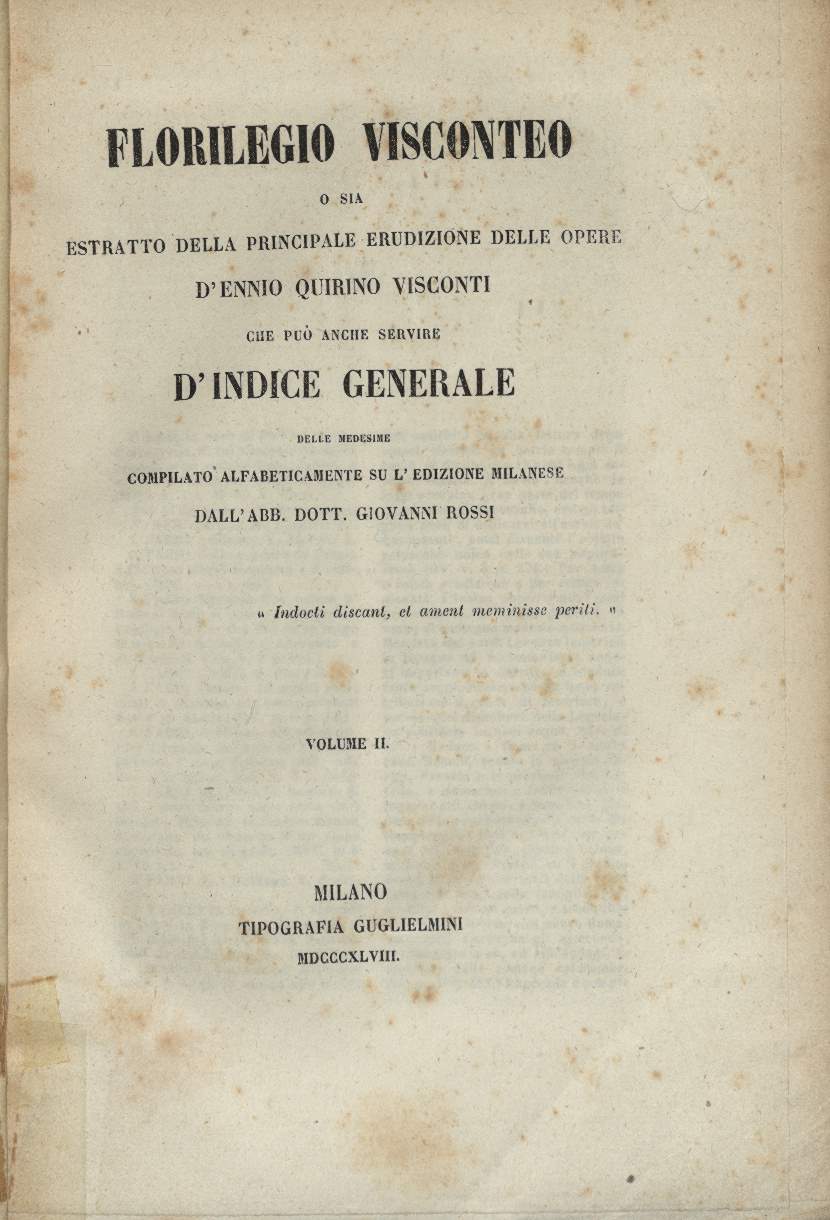 FLORILEGIO VISCONTEO
O SIA
ESTRATTO DELLA PRINCIPALE ERUDIZIONE DELLE OPERE
D'ENNIO QUIRINO VISCONTI
CHE PUÒ ANCHE SERVIRE
D'INDICE GENERALE
DELLE MEDESIME
COMPILATO ALFABETICAMENTE SU L'EDIZIONE MILANESE
DALL'ABB. DOTT. GIOVANNI ROSSI
“ Indocti discant, et ament meminisse periti. ”
VOLUME II.
MILANO
TIPOGRAFIA GUGLIELMINI
MDCCCXLVIII.